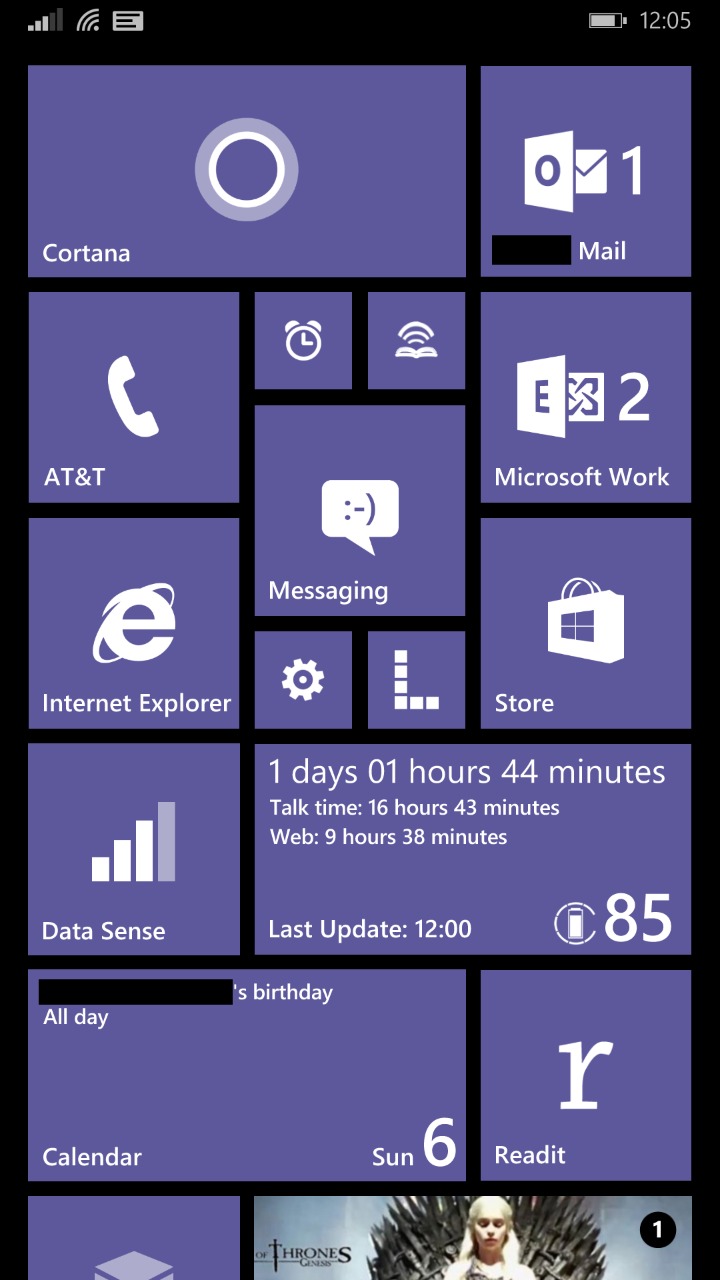 12:05
Cortana
1
Mail
AT&T
:-)
Messaging
E
2
Microsoft Work
Internet Explorer
Store
Data Sense
1 days 01 hours 44 minutes
Talk time: 16 hours 43 minutes
Web: 9 hours 38 minutes
Last Update: 12:00
85
's birthday
All day
Calendar
Sun 6
r
Readit
1
OF THRONES
GENESIS